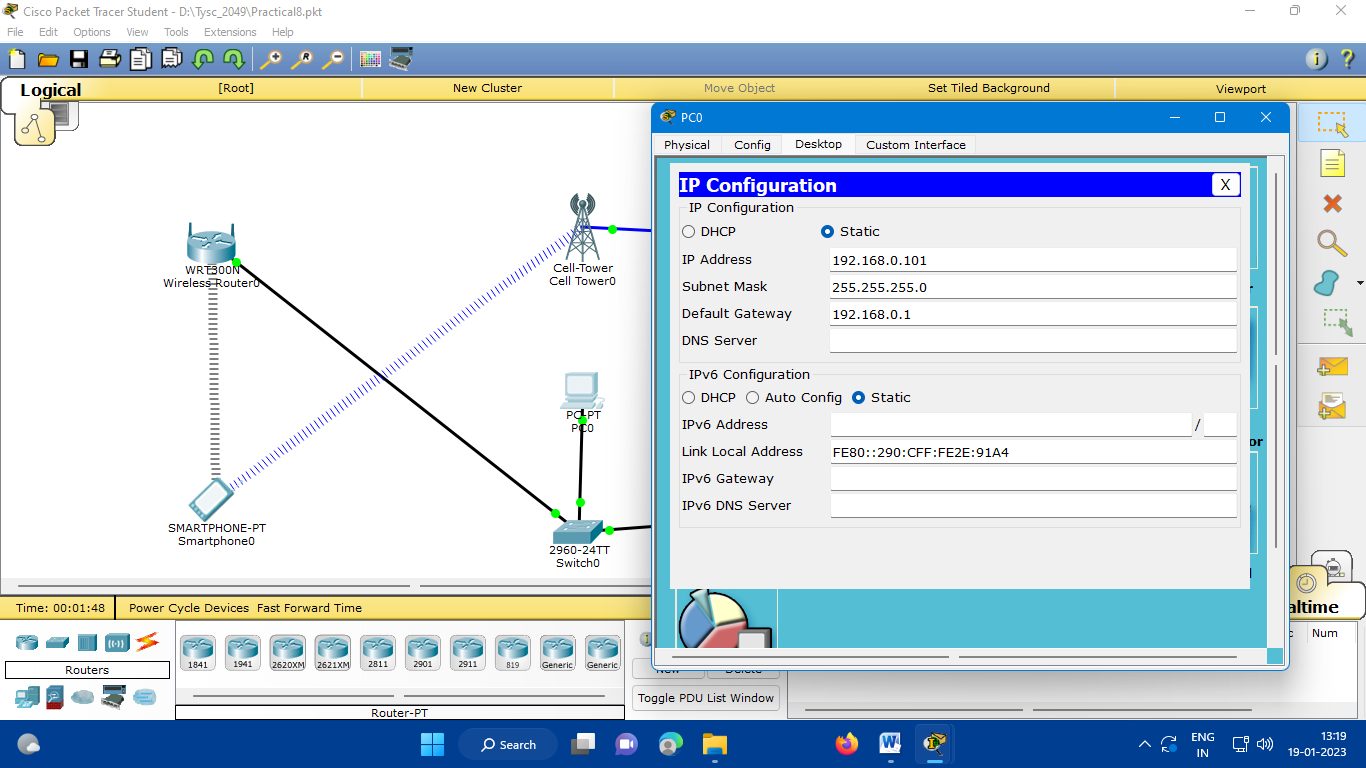 Cisco Packet Tracer Student - D:\Tysc_2049\Practical8.pkt
File Edit Options View Tools Extensions Help
Logical [Root] New Cluster Move Object Set Tiled Background Viewport
PC0
Physical Config Desktop Custom Interface
IP Configuration X
IP Configuration
DHCP Static
IP Address 192.168.0.101
Subnet Mask 255.255.255.0
Default Gateway 192.168.0.1
DNS Server
IPv6 Configuration
DHCP Auto Config Static
IPv6 Address /
Link Local Address FE80::290:CFF:FE2E:91A4
IPv6 Gateway
IPv6 DNS Server
WRT300N
Wireless Router0
Cell-Tower
Cell Tower0
PC-PT
PC0
SMARTPHONE-PT
Smartphone0
2960-24TT
Switch0
or
Time: 00:01:48 Power Cycle Devices Fast Forward Time
altime
Routers
1841 1941 2620XM 2621XM 2811 2901 2911 819 Generic Generic
Router-PT
New Delete
Toggle PDU List Window
c Num
Search
ENG
IN
13:19
19-01-2023